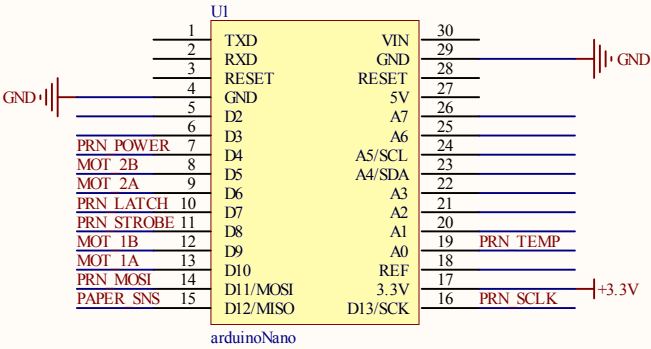 U1
1 TXD VIN 30
2 RXD GND 29 GND
3 RESET RESET 28
GND 4 GND 5V 27
5 D2 A7 26
6 D3 A6 25
PRN POWER 7 D4 A5/SCL 24
MOT 2B 8 D5 A4/SDA 23
MOT 2A 9 D6 A3 22
PRN LATCH 10 D7 A2 21
PRN STROBE 11 D8 A1 20
MOT 1B 12 D9 A0 19 PRN TEMP
MOT 1A 13 D10 REF 18
PRN MOSI 14 D11/MOSI 3.3V 17 +3.3V
PAPER SNS 15 D12/MISO D13/SCK 16 PRN SCLK
arduinoNano